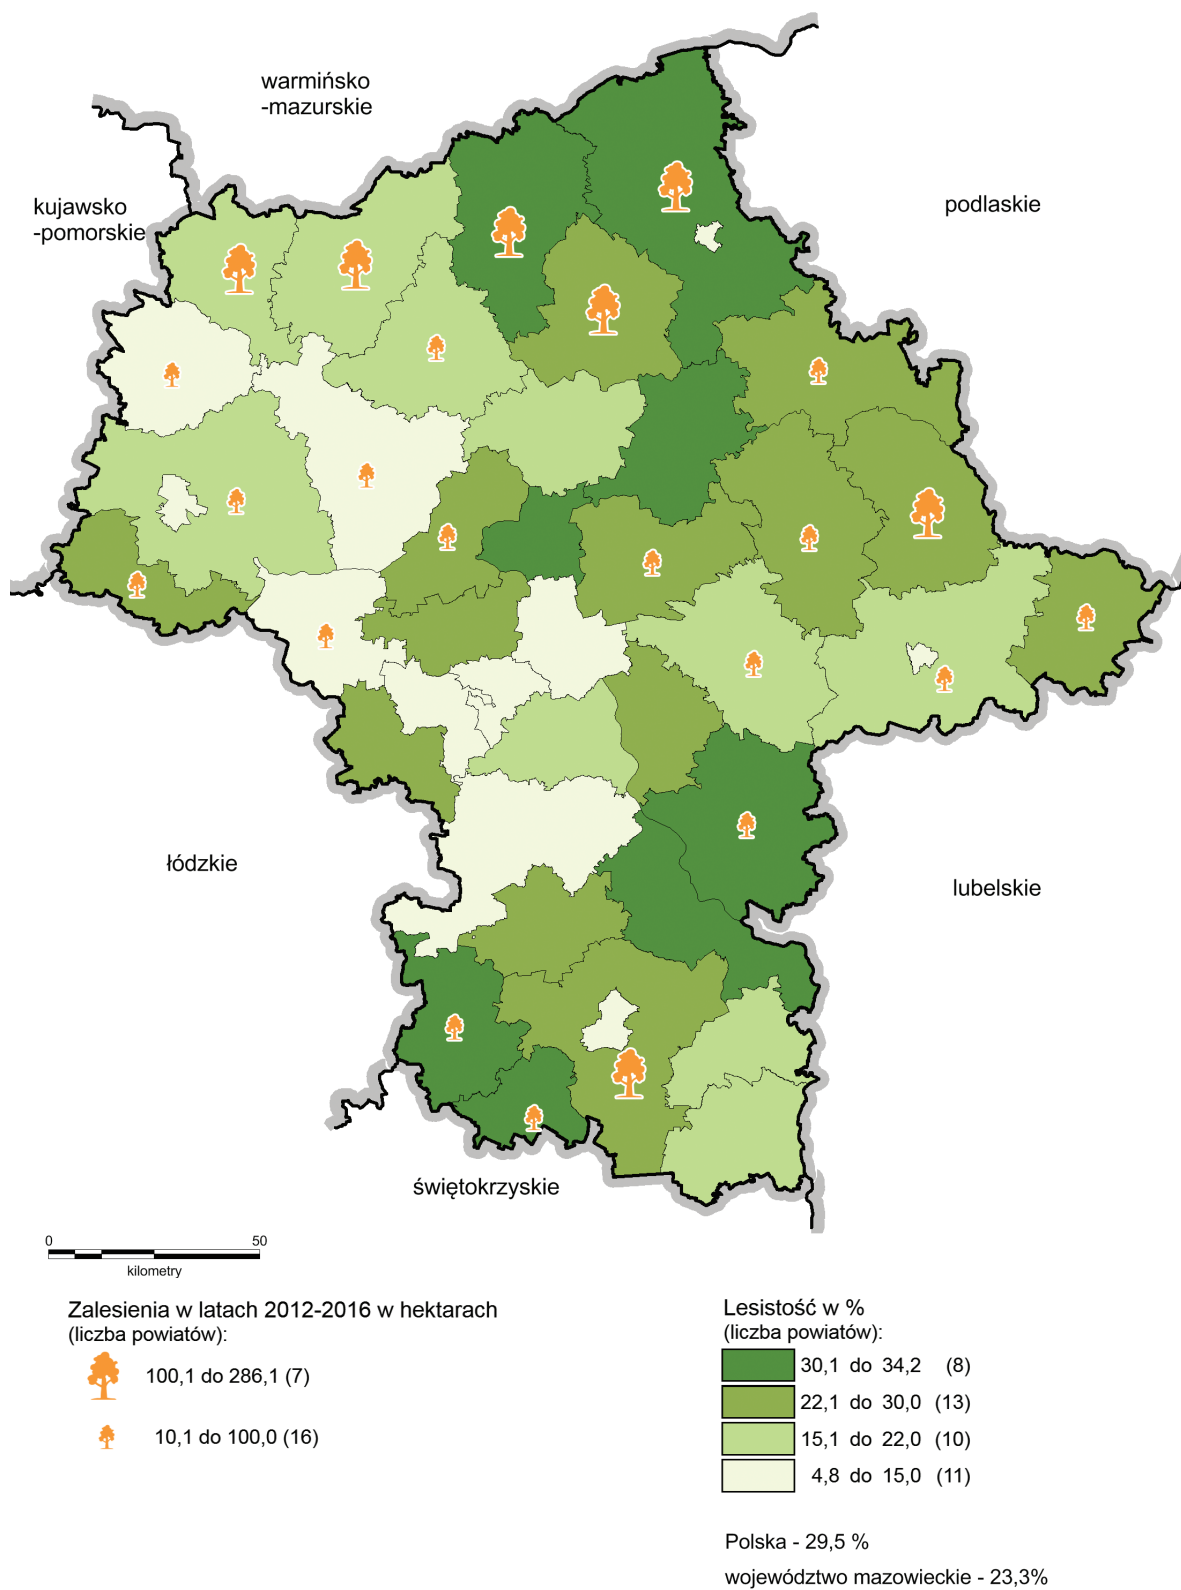 warmińsko
-mazurskie
kujawsko
-pomorskie
podlaskie
łódzkie
lubelskie
świętokrzyskie
0 50
kilometry
Zalesienia w latach 2012-2016 w hektarach
(liczba powiatów):
100,1 do 286,1 (7)
10,1 do 100,0 (16)
Lesistość w %
(liczba powiatów):
30,1 do 34,2 (8)
22,1 do 30,0 (13)
15,1 do 22,0 (10)
4,8 do 15,0 (11)
Polska - 29,5 %
województwo mazowieckie - 23,3%